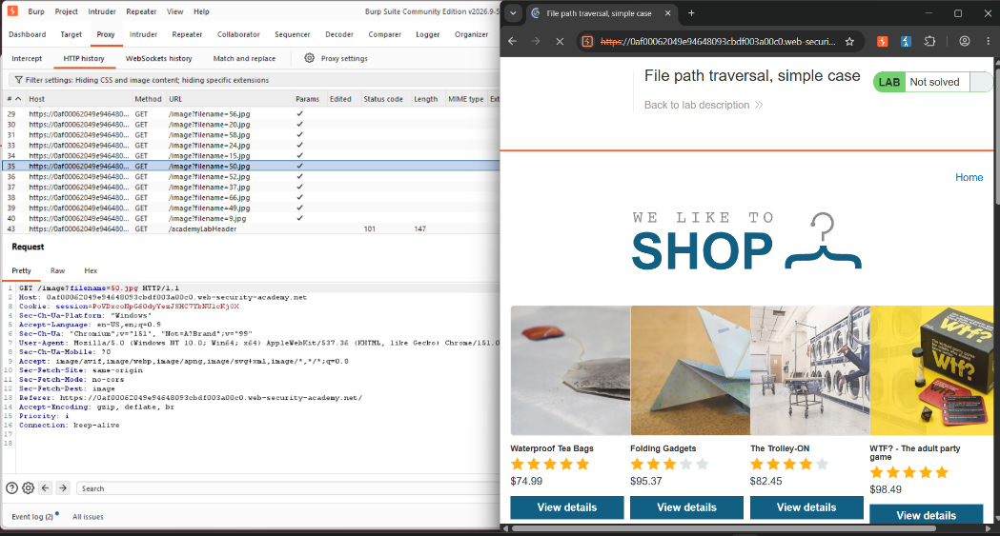 Burp Project Intruder Repeater View Help Burp Suite Community Edition v2026.9-5
Dashboard Target Proxy Intruder Repeater Collaborator Sequencer Decoder Comparer Logger Organizer
Intercept HTTP history WebSockets history Match and replace Proxy settings
Filter settings: Hiding CSS and image content; hiding specific extensions
# Host Method URL Params Edited Status code Length MIME type Ext
29 https://0af00062049e946480... GET /image?filename=56.jpg ✓
30 https://0af00062049e946480... GET /image?filename=20.jpg ✓
31 https://0af00062049e946480... GET /image?filename=58.jpg ✓
33 https://0af00062049e946480... GET /image?filename=24.jpg ✓
34 https://0af00062049e946480... GET /image?filename=15.jpg ✓
35 https://0af00062049e946480... GET /image?filename=50.jpg ✓
36 https://0af00062049e946480... GET /image?filename=52.jpg ✓
37 https://0af00062049e946480... GET /image?filename=37.jpg ✓
38 https://0af00062049e946480... GET /image?filename=66.jpg ✓
39 https://0af00062049e946480... GET /image?filename=49.jpg ✓
40 https://0af00062049e946480... GET /image?filename=9.jpg ✓
43 https://0af00062049e946480... GET /academyLabHeader 101 147
Request
Pretty Raw Hex
1 GET /image?filename=50.jpg HTTP/1.1
2 Host: 0af00062049e94648093cbdf003a00c0.web-security-academy.net
3 Cookie: session=
4 Sec-Ch-Ua-Platform: "Windows"
5 Accept-Language: en-US,en;q=0.9
6 Sec-Ch-Ua: "Chromium";v="151", "Not=A?Brand";v="99"
7 User-Agent: Mozilla/5.0 (Windows NT 10.0; Win64; x64) AppleWebKit/537.36 (KHTML, like Gecko) Chrome/151.0
8 Sec-Ch-Ua-Mobile: ?0
9 Accept: image/avif,image/webp,image/apng,image/svg+xml,image/*,*/*;q=0.8
10 Sec-Fetch-Site: same-origin
11 Sec-Fetch-Mode: no-cors
12 Sec-Fetch-Dest: image
13 Referer: https://0af00062049e94648093cbdf003a00c0.web-security-academy.net/
14 Accept-Encoding: gzip, deflate, br
15 Priority: i
16 Connection: keep-alive
17
18
Search
Event log (2) All issues
File path traversal, simple case
https://0af00062049e94648093cbdf003a00c0.web-securi...
File path traversal, simple case
LAB Not solved
Back to lab description
Home
WE LIKE TO
SHOP
WTF?
Wtf?
Waterproof Tea Bags
$74.99
View details
Folding Gadgets
$95.37
View details
The Trolley-ON
$82.45
View details
WTF? - The adult party
game
$98.49
View details